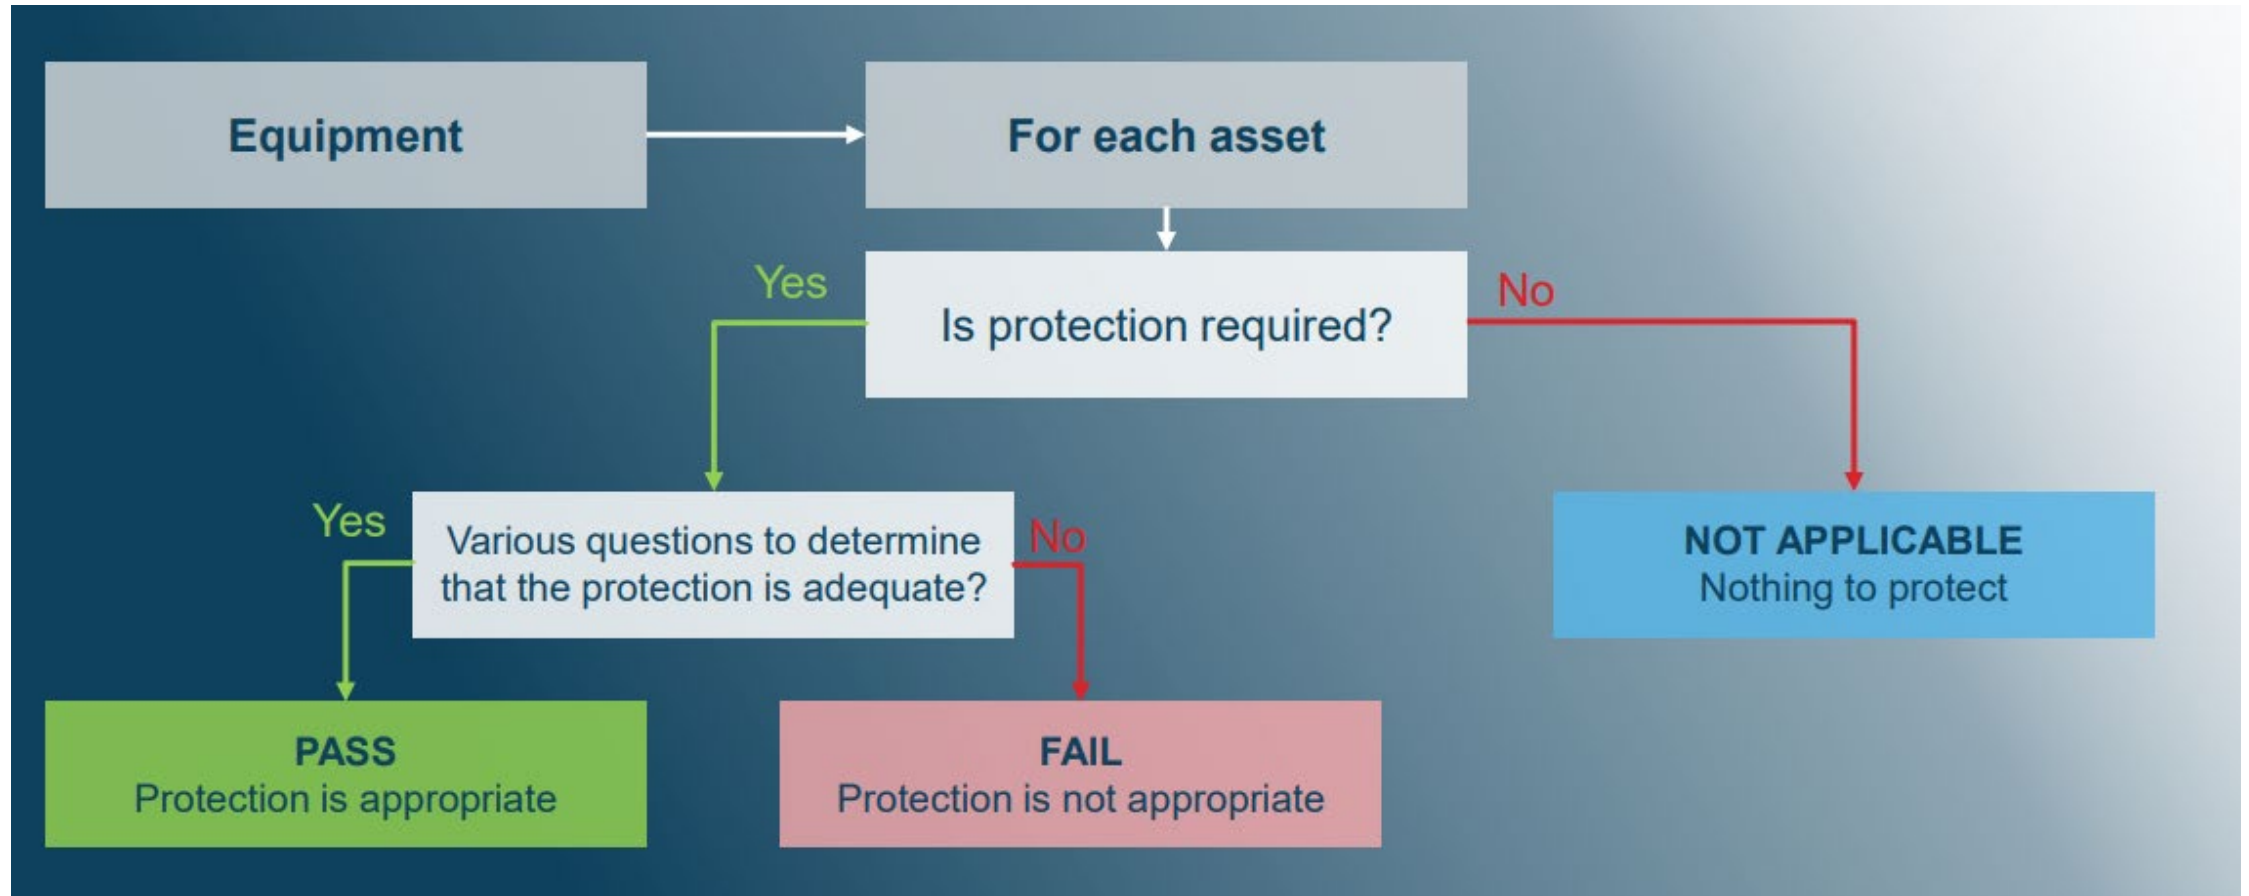 Equipment
For each asset
Yes
Is protection required?
No
Yes
Various questions to determine
that the protection is adequate?
No
NOT APPLICABLE
Nothing to protect
PASS
Protection is appropriate
FAIL
Protection is not appropriate